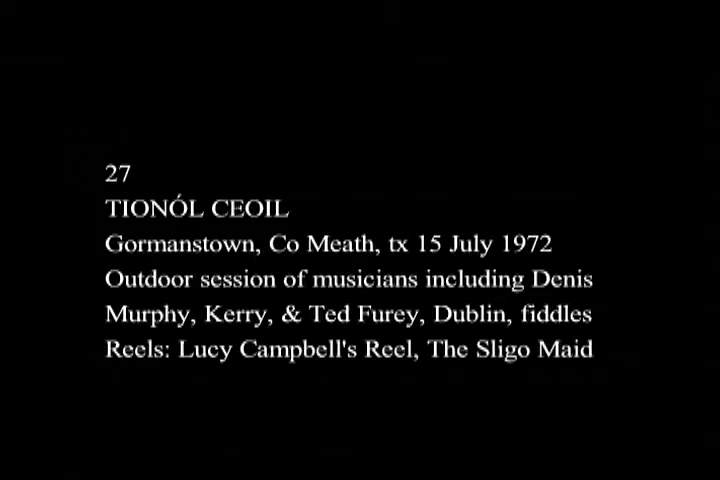 27
TIONÓL CEOIL
Gormanstown, Co Meath, tx 15 July 1972
Outdoor session of musicians including Denis
Murphy, Kerry, & Ted Furey, Dublin, fiddles
Reels: Lucy Campbell's Reel, The Sligo Maid